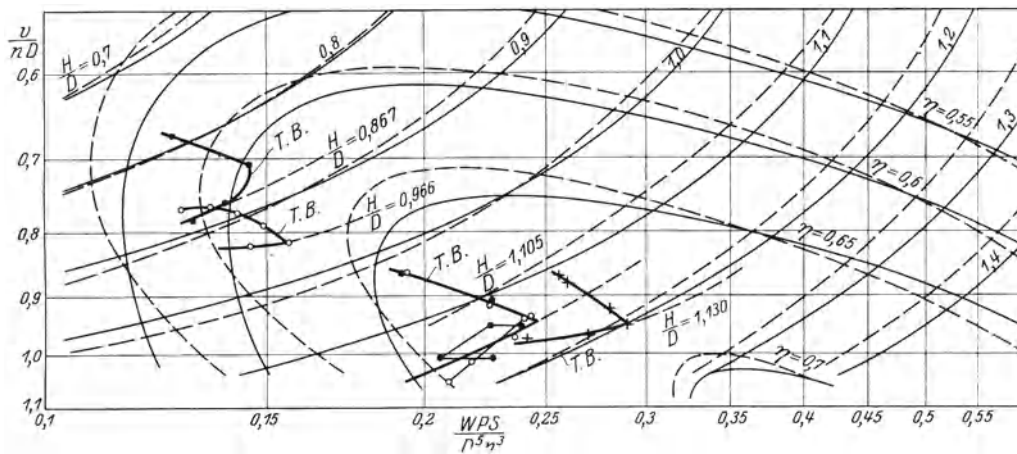 υ/nD
H/D=0,7
0,8
0,9
1,0
1,1
1,2
1,3
1,4
η=0,55
η=0,6
η=0,65
η=0,7
T.B.
H/D=0,867
T.B.
H/D=0,966
T.B.
H/D=1,105
T.B.
H/D=1,130
0,6
0,7
0,8
0,9
1,0
1,1
0,1 0,15 0,2 0,25 0,3 0,35 0,4 0,45 0,5 0,55
WPS/D⁵n³